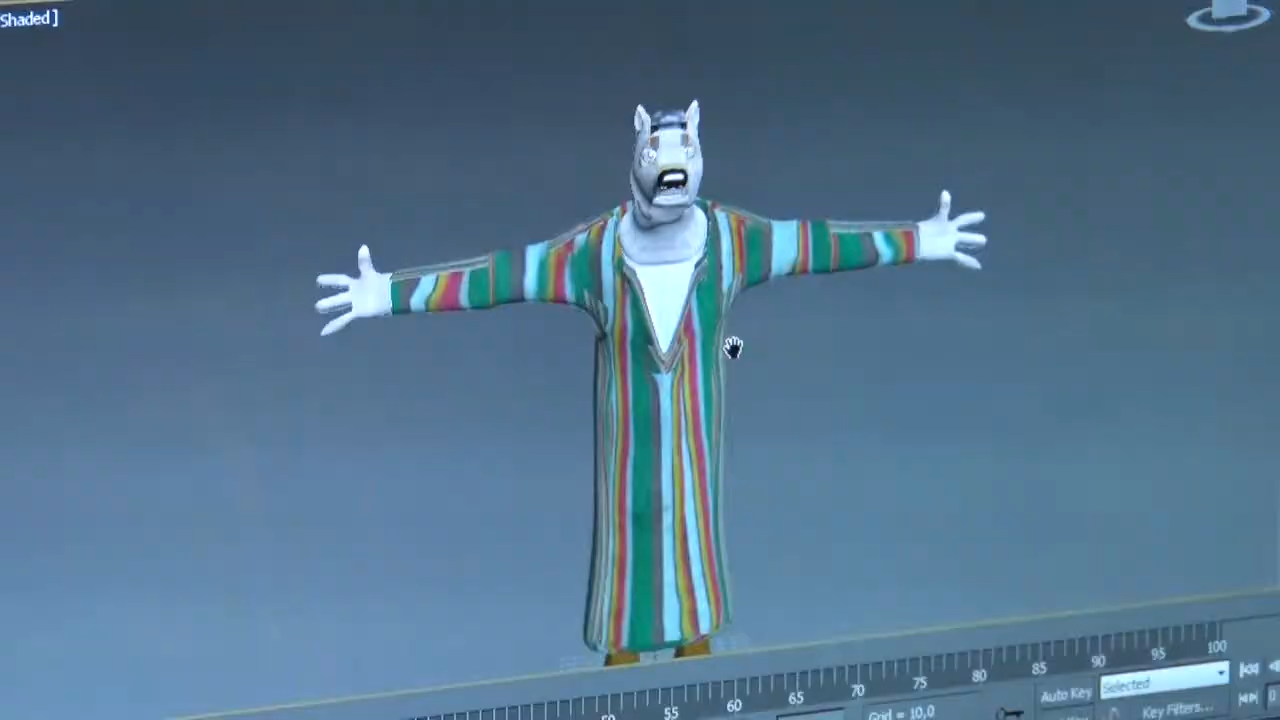 Shaded ]
55
60
65
70
75
80
85
90
95
100
Auto Key
Selected
Grid = 10,0
Key Filters...
0